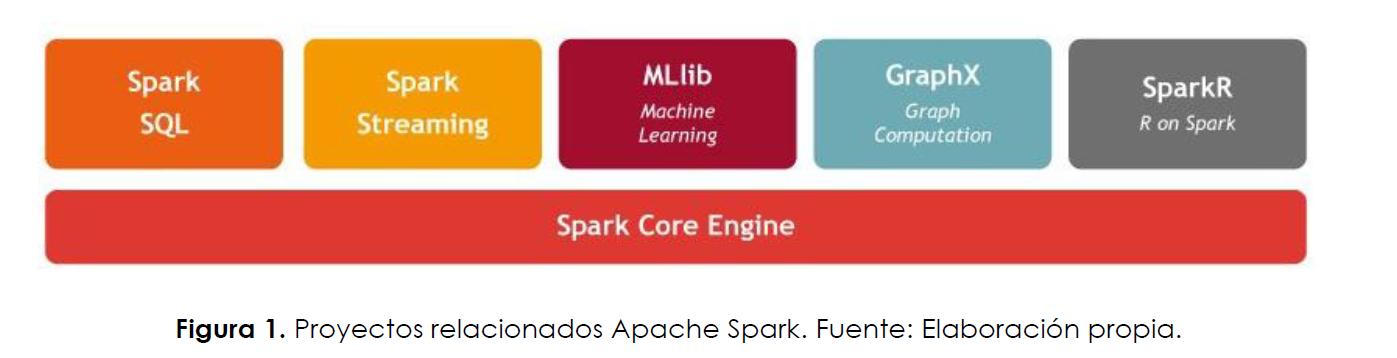 Spark
SQL
Spark
Streaming
MLlib
Machine
Learning
GraphX
Graph
Computation
SparkR
R on Spark
Spark Core Engine
Figura 1. Proyectos relacionados Apache Spark. Fuente: Elaboración propia.